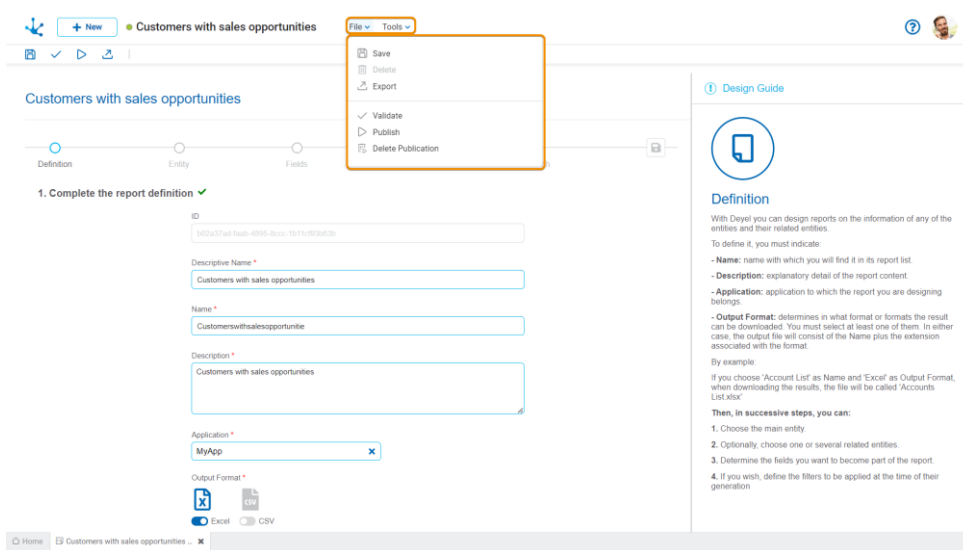 + New
Customers with sales opportunities
File
Tools
?
Save
Delete
Export
Validate
Publish
Delete Publication
Customers with sales opportunities
Definition
Entity
Fields
1. Complete the report definition
ID
Descriptive Name *
Customers with sales opportunities
Name *
Customerswithsalesopportunitie
Description *
Customers with sales opportunities
Application *
MyApp
Output Format *
X
CSV
Excel
CSV
Design Guide
Definition
With Deyel you can design reports on the information of any of the
entities and their related entities.
To define it, you must indicate:
- Name: name with which you will find it in its report list.
- Description: explanatory detail of the report content.
- Application: application to which the report you are designing
belongs.
- Output Format: determines in what format or formats the result
can be downloaded. You must select at least one of them. In either
case, the output file will consist of the Name plus the extension
associated with the format.
By example:
If you choose 'Account List' as Name and 'Excel' as Output Format,
when downloading the results, the file will be called 'Accounts
List.xlsx'
Then, in successive steps, you can:
1. Choose the main entity.
2. Optionally, choose one or several related entities.
3. Determine the fields you want to become part of the report.
4. If you wish, define the filters to be applied at the time of their
generation
Home
Customers with sales opportunities ...